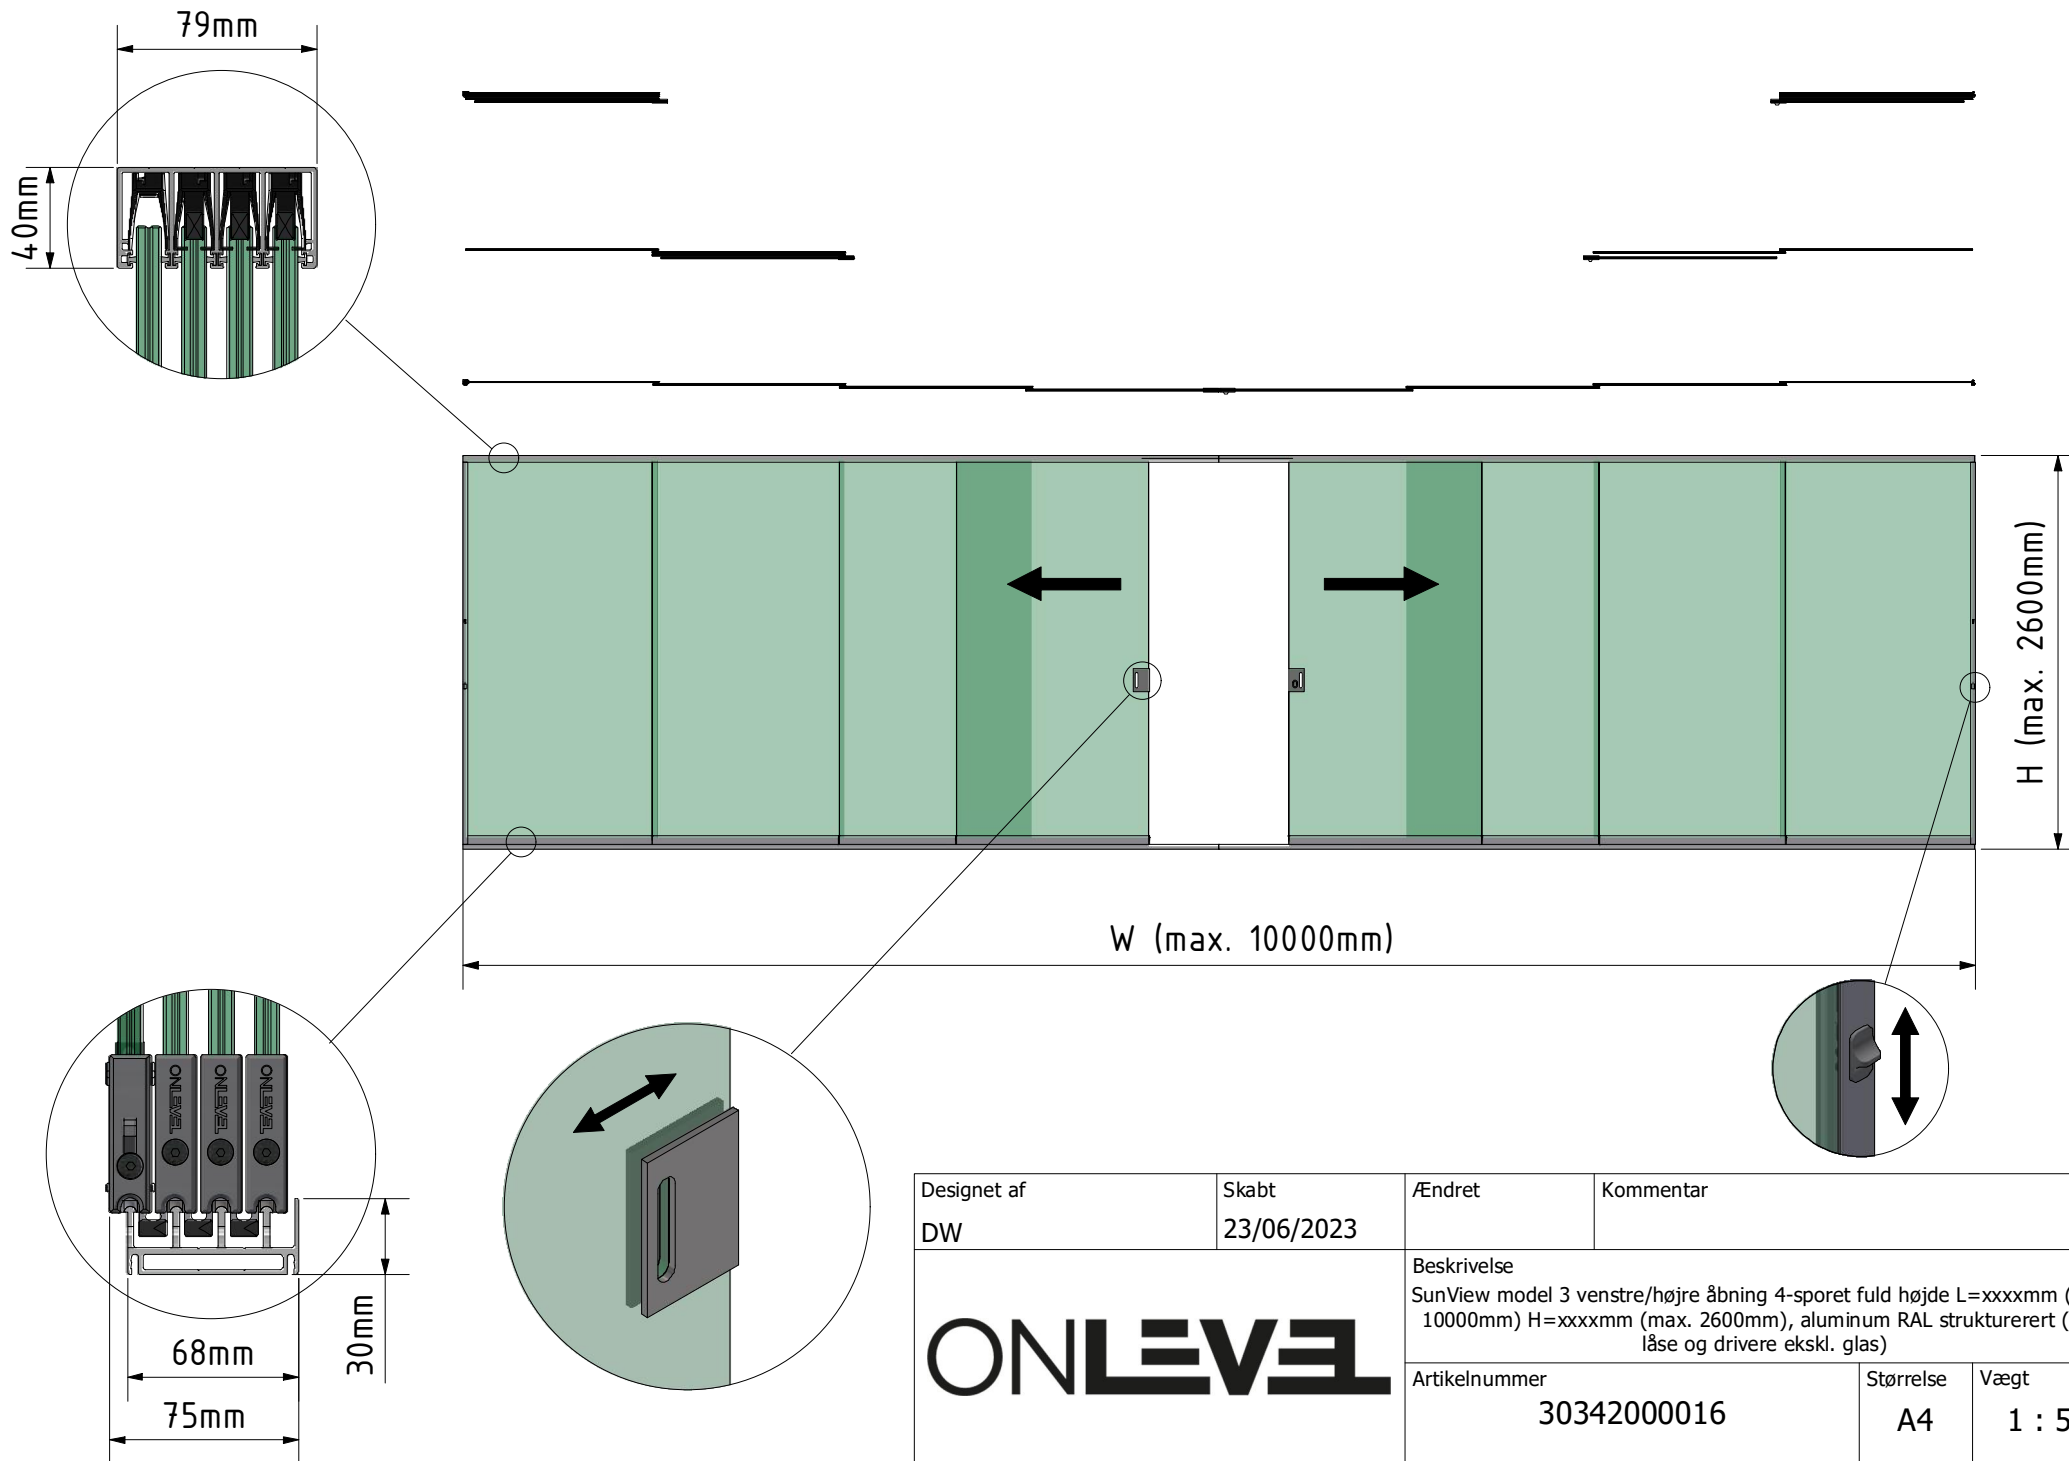 79mm
40mm
H (max. 2600mm)
W (max. 10000mm)
ONLEVEL
ONLEVEL
ONLEVEL
30mm
68mm
75mm
Designet af
DW
Skabt
23/06/2023
Ændret
Kommentar
ONLEVEL
Beskrivelse
SunView model 3 venstre/højre åbning 4-sporet fuld højde L=xxxxmm (
10000mm) H=xxxxmm (max. 2600mm), aluminum RAL struktureret (
låse og drivere ekskl. glas)
Artikelnummer
30342000016
Størrelse
A4
Vægt
1 : 5